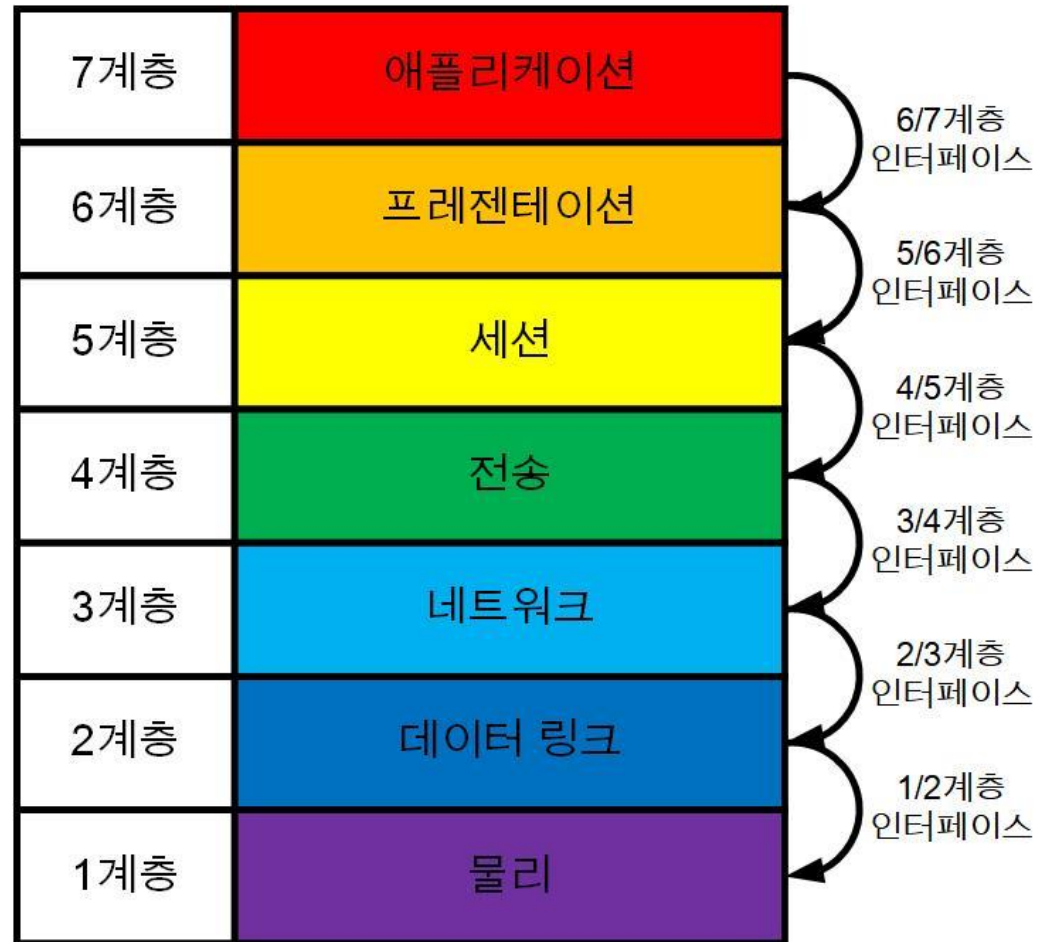 7계층 애플리케이션
6/7계층
인터페이스
6계층 프레젠테이션
5/6계층
인터페이스
5계층 세션
4/5계층
인터페이스
4계층 전송
3/4계층
인터페이스
3계층 네트워크
2/3계층
인터페이스
2계층 데이터 링크
1/2계층
인터페이스
1계층 물리